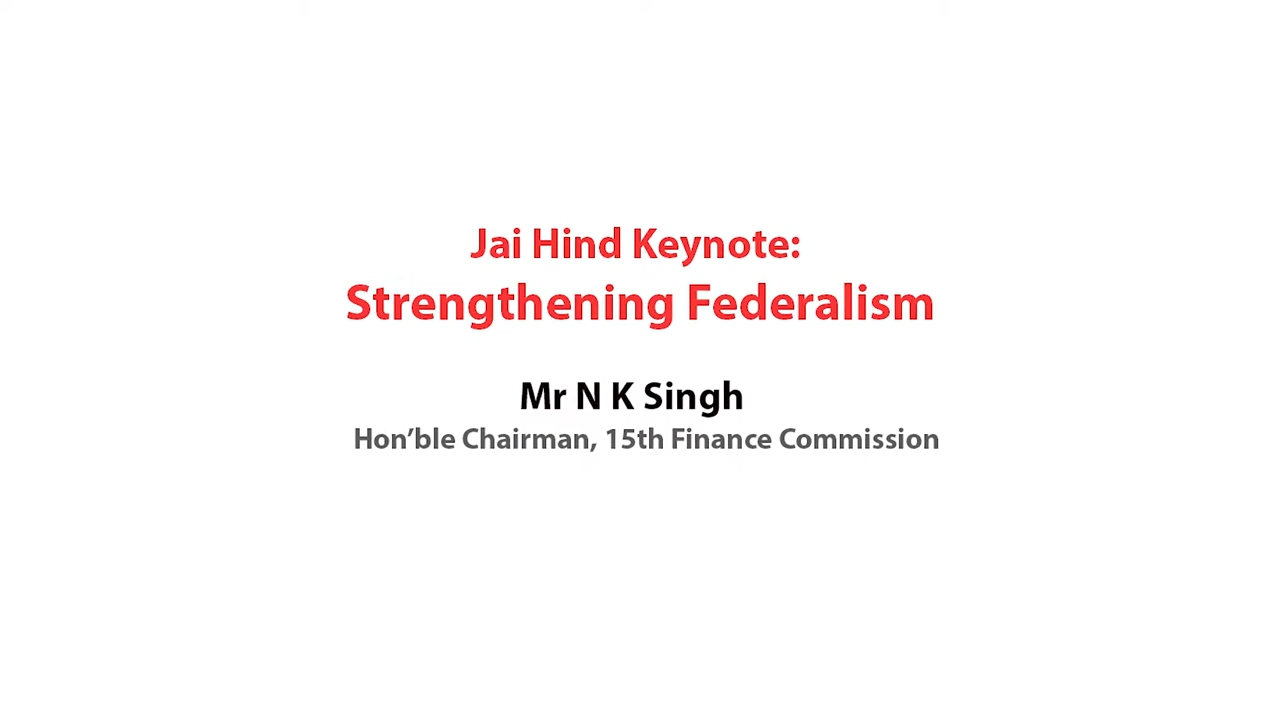 Jai Hind Keynote:
Strengthening Federalism
Mr N K Singh
Hon’ble Chairman, 15th Finance Commission